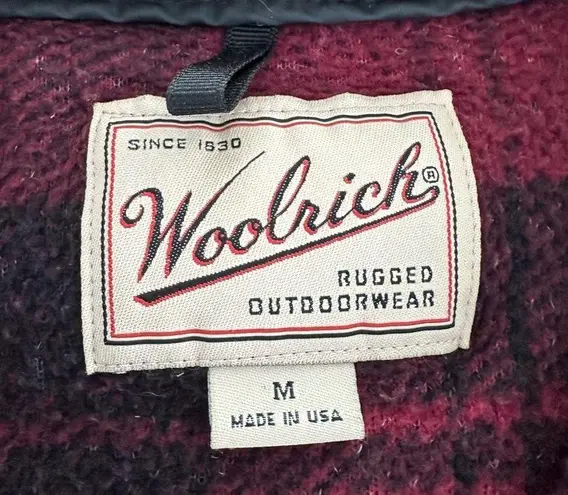 SINCE 1830
Woolrich®
RUGGED
OUTDOORWEAR
M
MADE IN USA